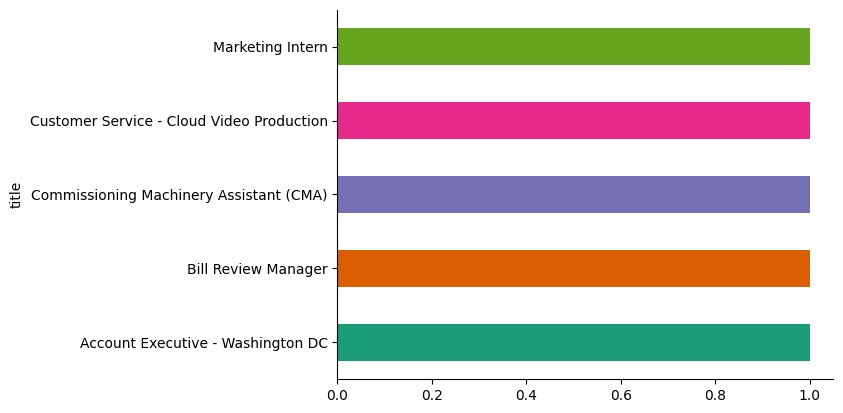 Marketing Intern
Customer Service - Cloud Video Production
Commissioning Machinery Assistant (CMA)
title
Bill Review Manager
Account Executive - Washington DC
0.0 0.2 0.4 0.6 0.8 1.0